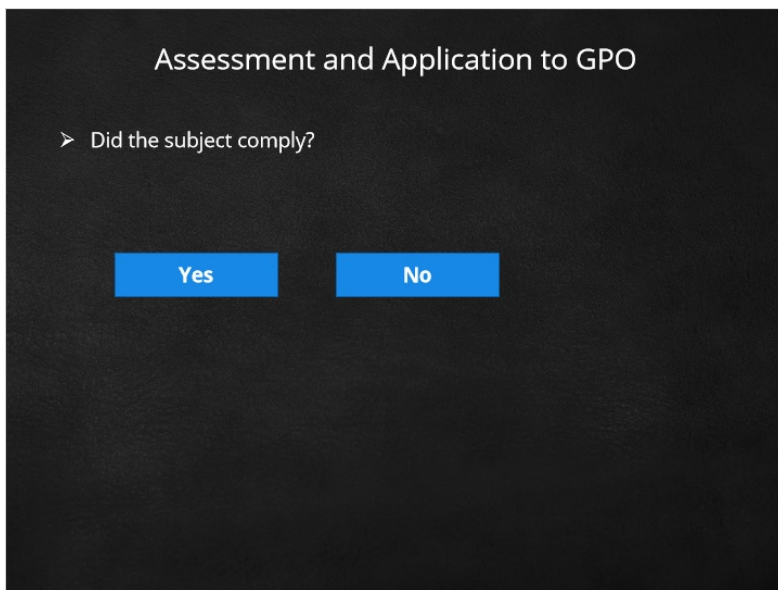 Assessment and Application to GPO
➢ Did the subject comply?
Yes
No